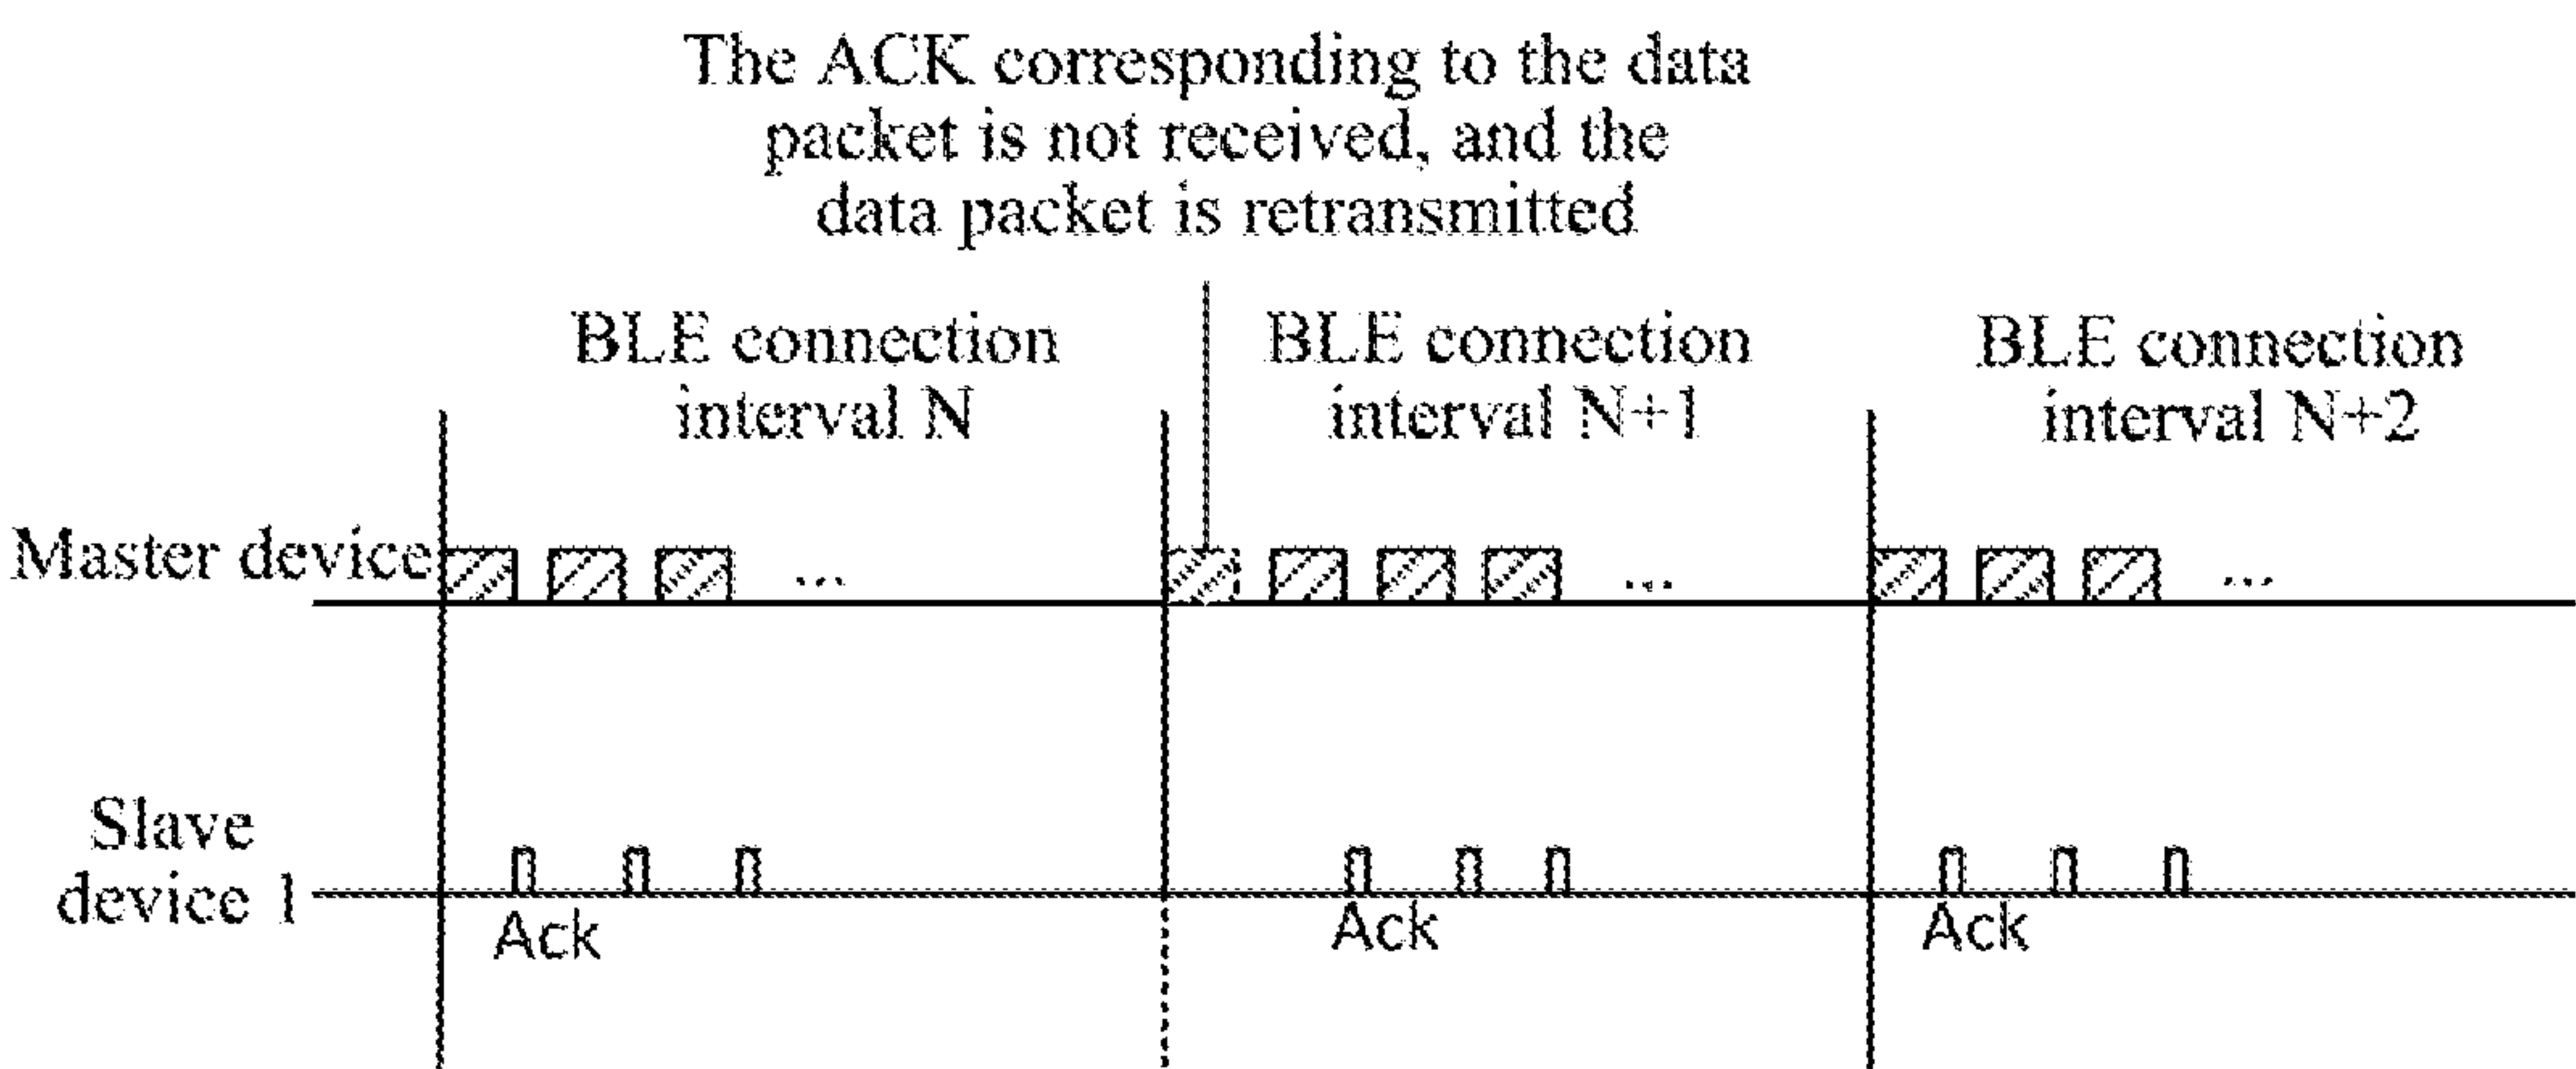 The ACK corresponding to the data
packet is not received, and the
data packet is retransmitted
BLE connection
interval N
BLE connection
interval N+1
BLE connection
interval N+2
Master device
...
...
...
Slave
device 1
Ack
Ack
Ack